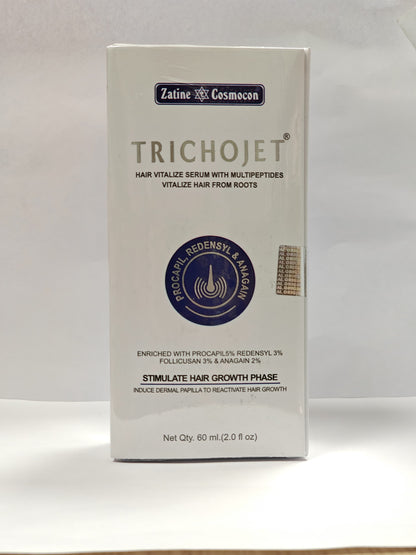 Zatine Cosmocon
TRICHOJET®
HAIR VITALIZE SERUM WITH MULTIPEPTIDES
VITALIZE HAIR FROM ROOTS
PROCAPIL, REDENSYL & ANAGAIN
ENRICHED WITH PROCAPIL5% REDENSYL 3%
FOLLICUSAN 3% & ANAGAIN 2%
STIMULATE HAIR GROWTH PHASE
INDUCE DERMAL PAPILLA TO REACTIVATE HAIR GROWTH
Net Qty. 60 ml.(2.0 fl oz)